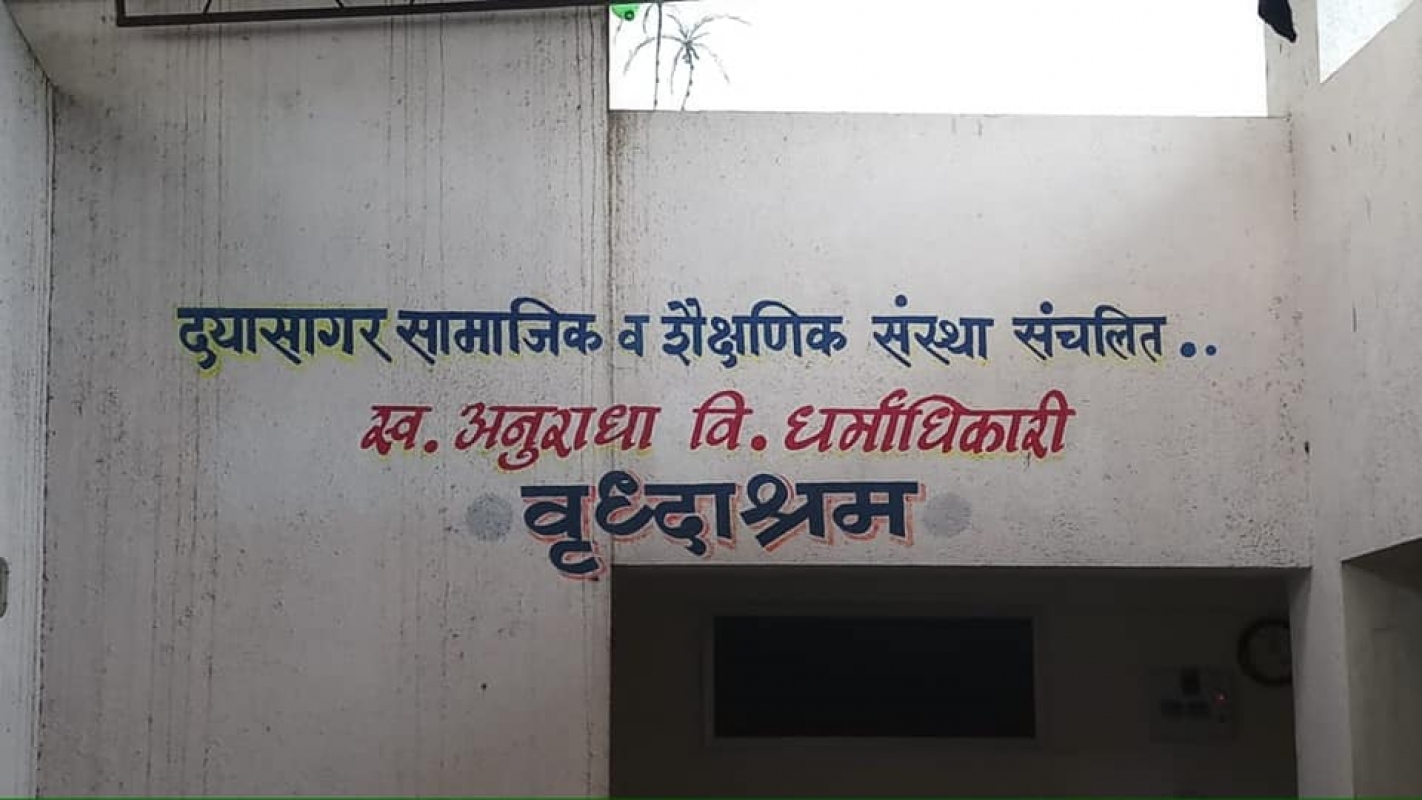 दयासागर सामाजिक व शैक्षणिक संस्था संचलित..
स्व. अनुराधा वि. धर्माधिकारी
वृध्दाश्रम